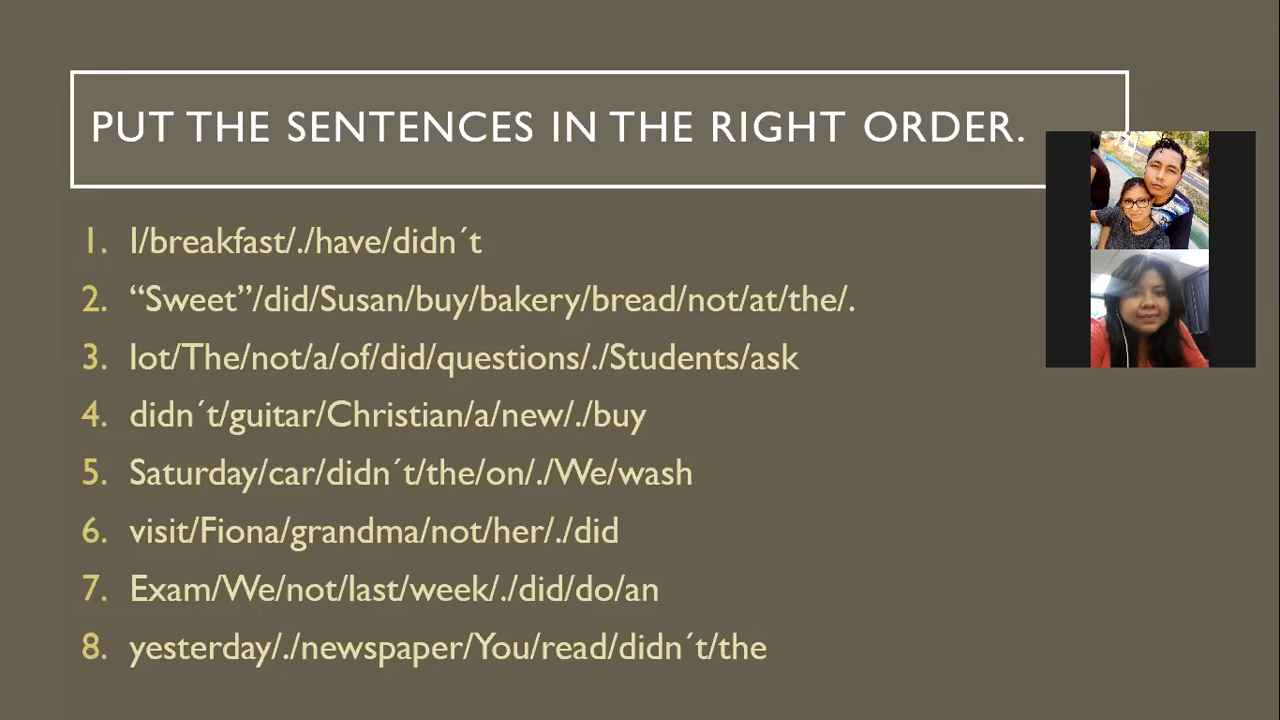 PUT THE SENTENCES IN THE RIGHT ORDER.
1. I/breakfast/./have/didn´t
2. “Sweet”/did/Susan/buy/bakery/bread/not/at/the/.
3. lot/The/not/a/of/did/questions/./Students/ask
4. didn´t/guitar/Christian/a/new/./buy
5. Saturday/car/didn´t/the/on/./We/wash
6. visit/Fiona/grandma/not/her/./did
7. Exam/We/not/last/week/./did/do/an
8. yesterday/./newspaper/You/read/didn´t/the